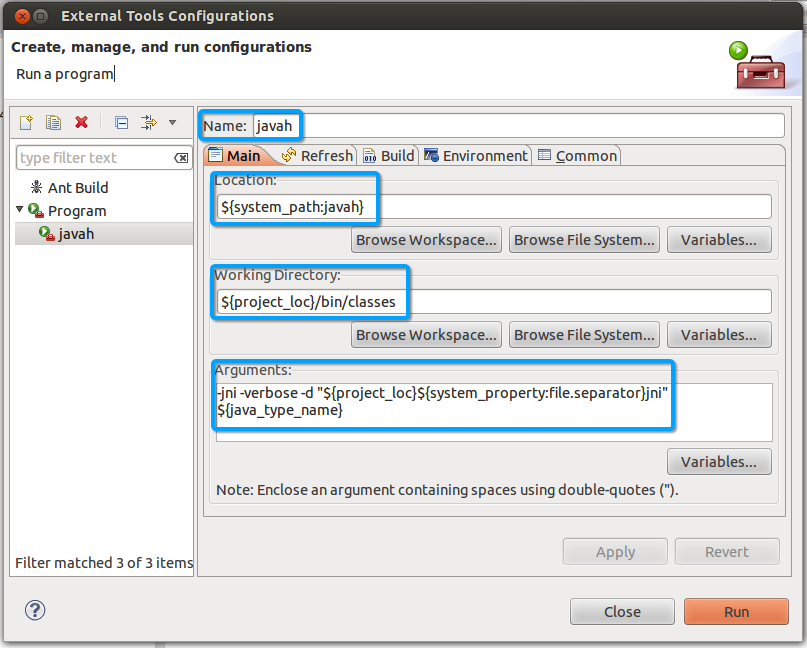 External Tools Configurations
Create, manage, and run configurations
Run a program
type filter text
Ant Build
Program
javah
Filter matched 3 of 3 items
Name: javah
Main Refresh Build Environment Common
Location:
${system_path:javah}
Browse Workspace... Browse File System... Variables...
Working Directory:
${project_loc}/bin/classes
Browse Workspace... Browse File System... Variables...
Arguments:
-jni -verbose -d "${project_loc}${system_property:file.separator}jni"
${java_type_name}
Variables...
Note: Enclose an argument containing spaces using double-quotes (").
Apply Revert
? Close Run